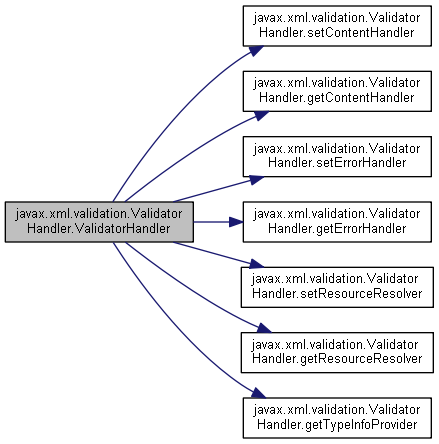 javax.xml.validation.Validator
Handler.setContentHandler
javax.xml.validation.Validator
Handler.getContentHandler
javax.xml.validation.Validator
Handler.setErrorHandler
javax.xml.validation.Validator
Handler.ValidatorHandler
javax.xml.validation.Validator
Handler.getErrorHandler
javax.xml.validation.Validator
Handler.setResourceResolver
javax.xml.validation.Validator
Handler.getResourceResolver
javax.xml.validation.Validator
Handler.getTypeInfoProvider